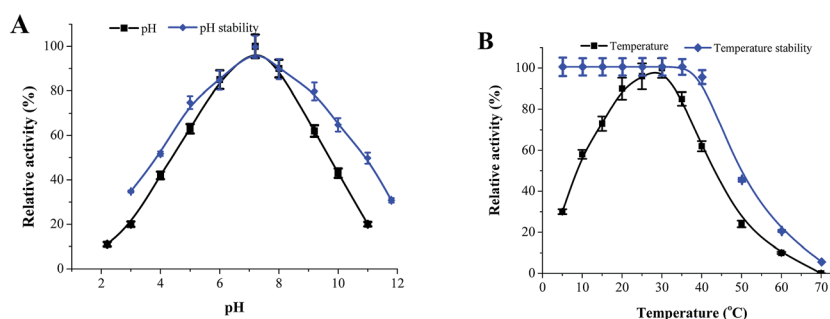 A
pH
pH stability
Relative activity (%)
100
80
60
40
20
0
2
4
6
8
10
12
pH
B
Temperature
Temperature stability
Relative activity (%)
100
80
60
40
20
0
0
10
20
30
40
50
60
70
Temperature (°C)